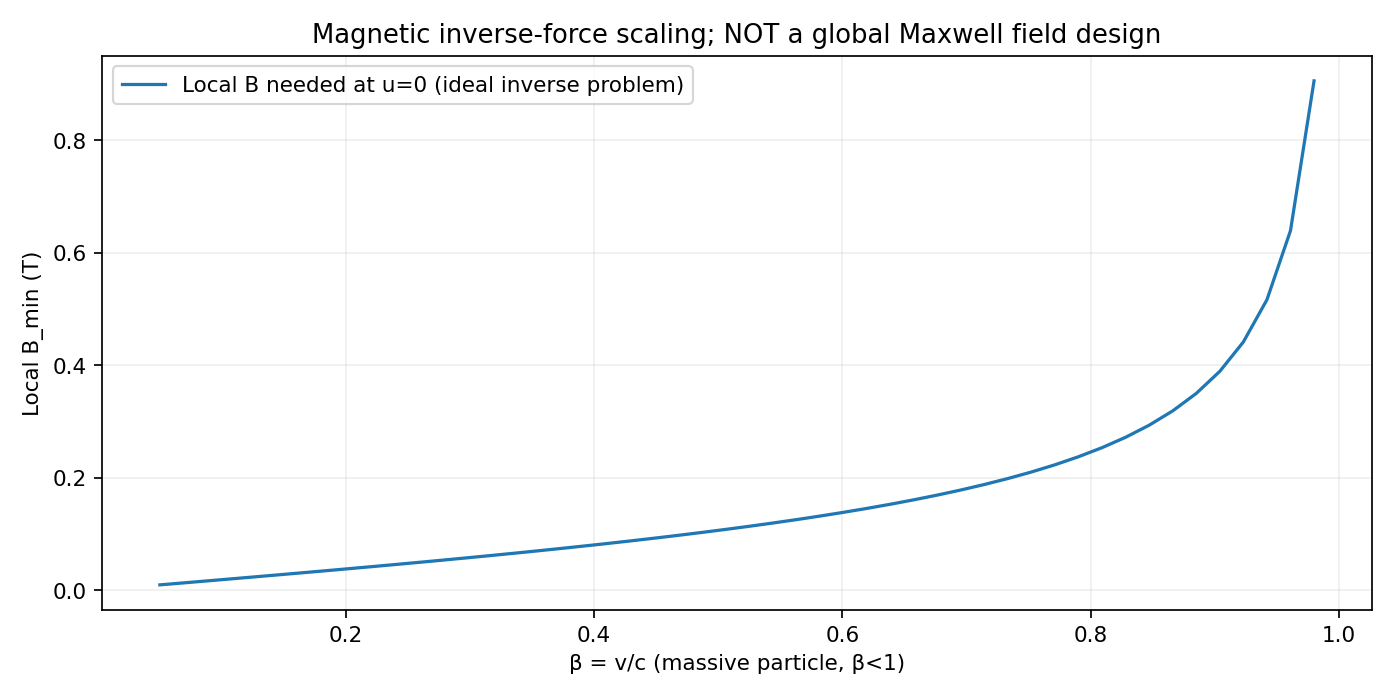 Magnetic inverse-force scaling; NOT a global Maxwell field design
Local B needed at u=0 (ideal inverse problem)
Local B_min (T)
0.8
0.6
0.4
0.2
0.0
0.2
0.4
0.6
0.8
1.0
β = v/c (massive particle, β<1)